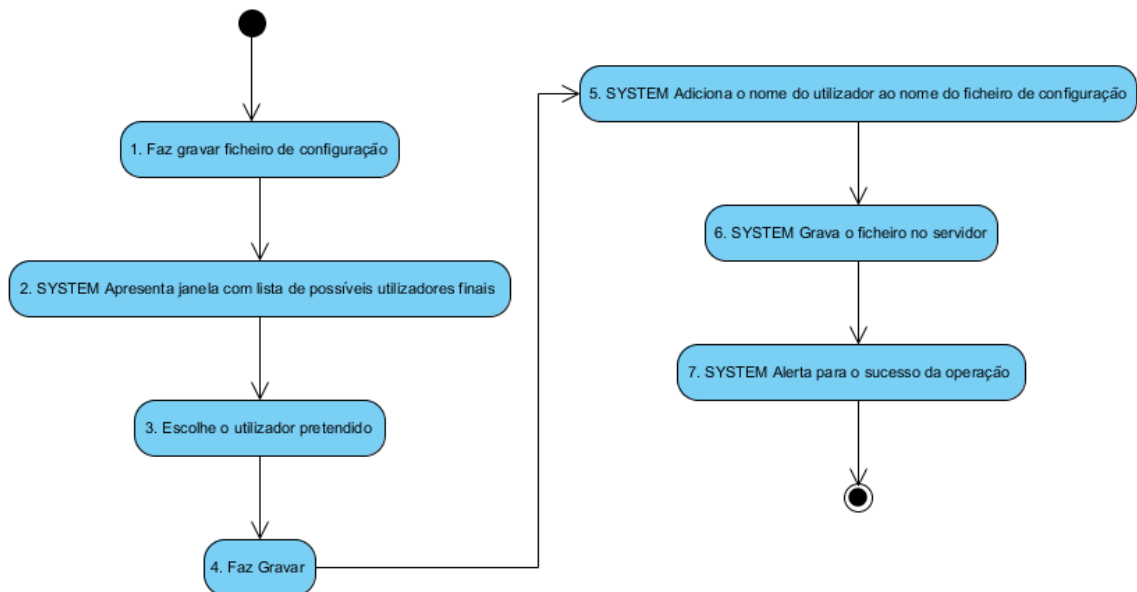 1. Faz gravar ficheiro de configuração
2. SYSTEM Apresenta janela com lista de possíveis utilizadores finais
3. Escolhe o utilizador pretendido
4. Faz Gravar
5. SYSTEM Adiciona o nome do utilizador ao nome do ficheiro de configuração
6. SYSTEM Grava o ficheiro no servidor
7. SYSTEM Alerta para o sucesso da operação